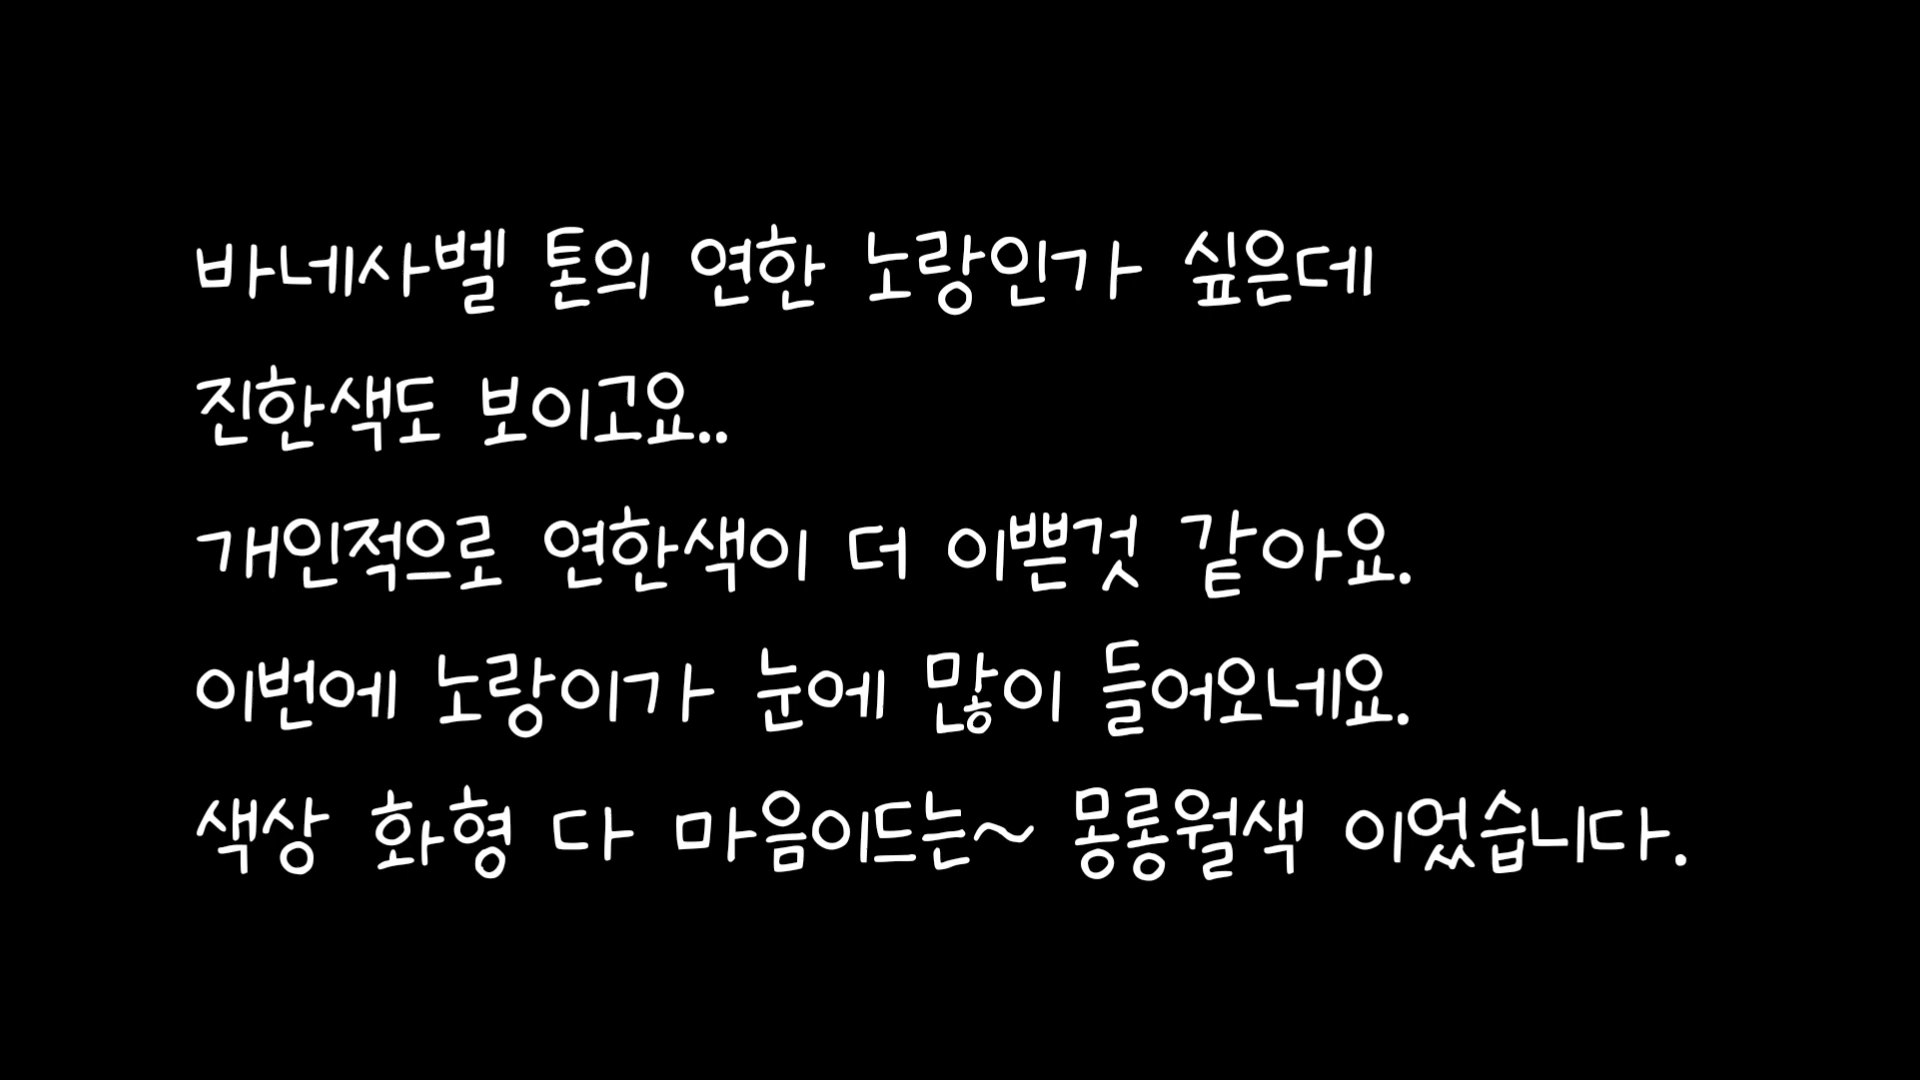 바네사벨 톤의 연한 노랑인가 싶은데
진한색도 보이고요..
개인적으로 연한색이 더 이쁜것 같아요.
이번에 노랑이가 눈에 많이 들어오네요.
색상 화형 다 마음이드는~ 몽롱월색 이었습니다.